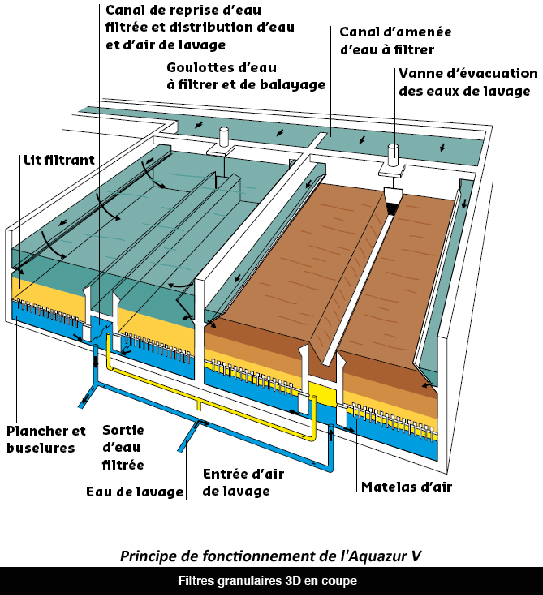 Canal de reprise d'eau
filtrée et distribution d'eau
et d'air de lavage
Canal d'amenée
d'eau à filtrer
Goulottes d'eau
à filtrer et de balayage
Vanne d'évacuation
des eaux de lavage
Lit filtrant
Plancher et
buselures
Sortie
d'eau
filtrée
Eau de lavage
Entrée d'air
de lavage
Matelas d'air
Principe de fonctionnement de l'Aquazur V
Filtres granulaires 3D en coupe